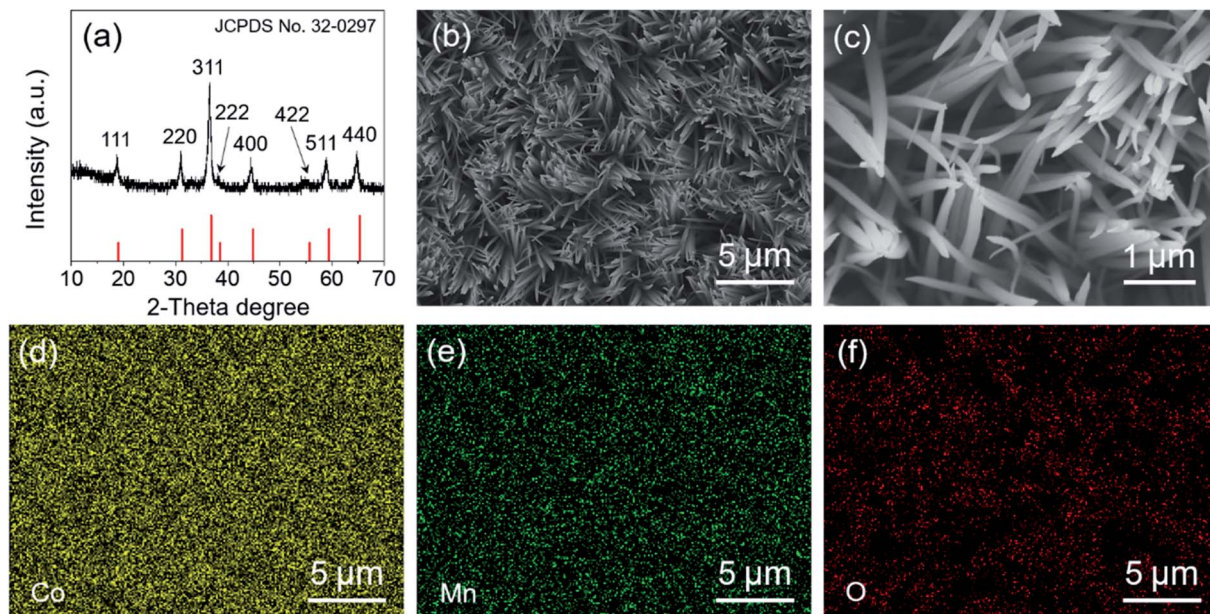 (a)
JCPDS No. 32-0297
111
220
311
222
400
422
511
440
Intensity (a.u.)
10 20 30 40 50 60 70
2-Theta degree
(b)
5 µm
(c)
1 µm
(d)
Co
5 µm
(e)
Mn
5 µm
(f)
O
5 µm